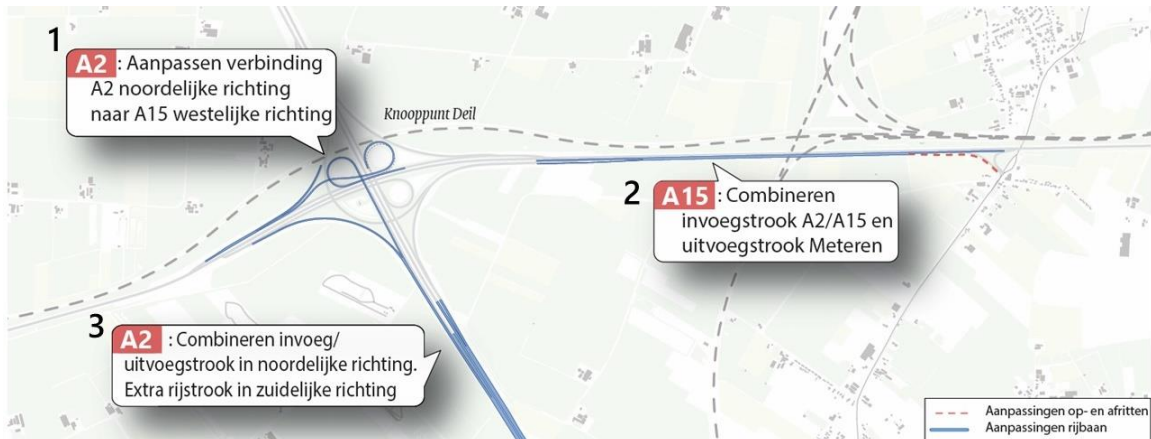 1
A2 : Aanpassen verbinding
A2 noordelijke richting
naar A15 westelijke richting
Knooppunt Deil
2
A15 : Combineren
invoegstrook A2/A15 en
uitvoegstrook Meteren
3
A2 : Combineren invoeg/
uitvoegstrook in noordelijke richting.
Extra rijstrook in zuidelijke richting
Aanpassingen op- en afritten
Aanpassingen rijbaan